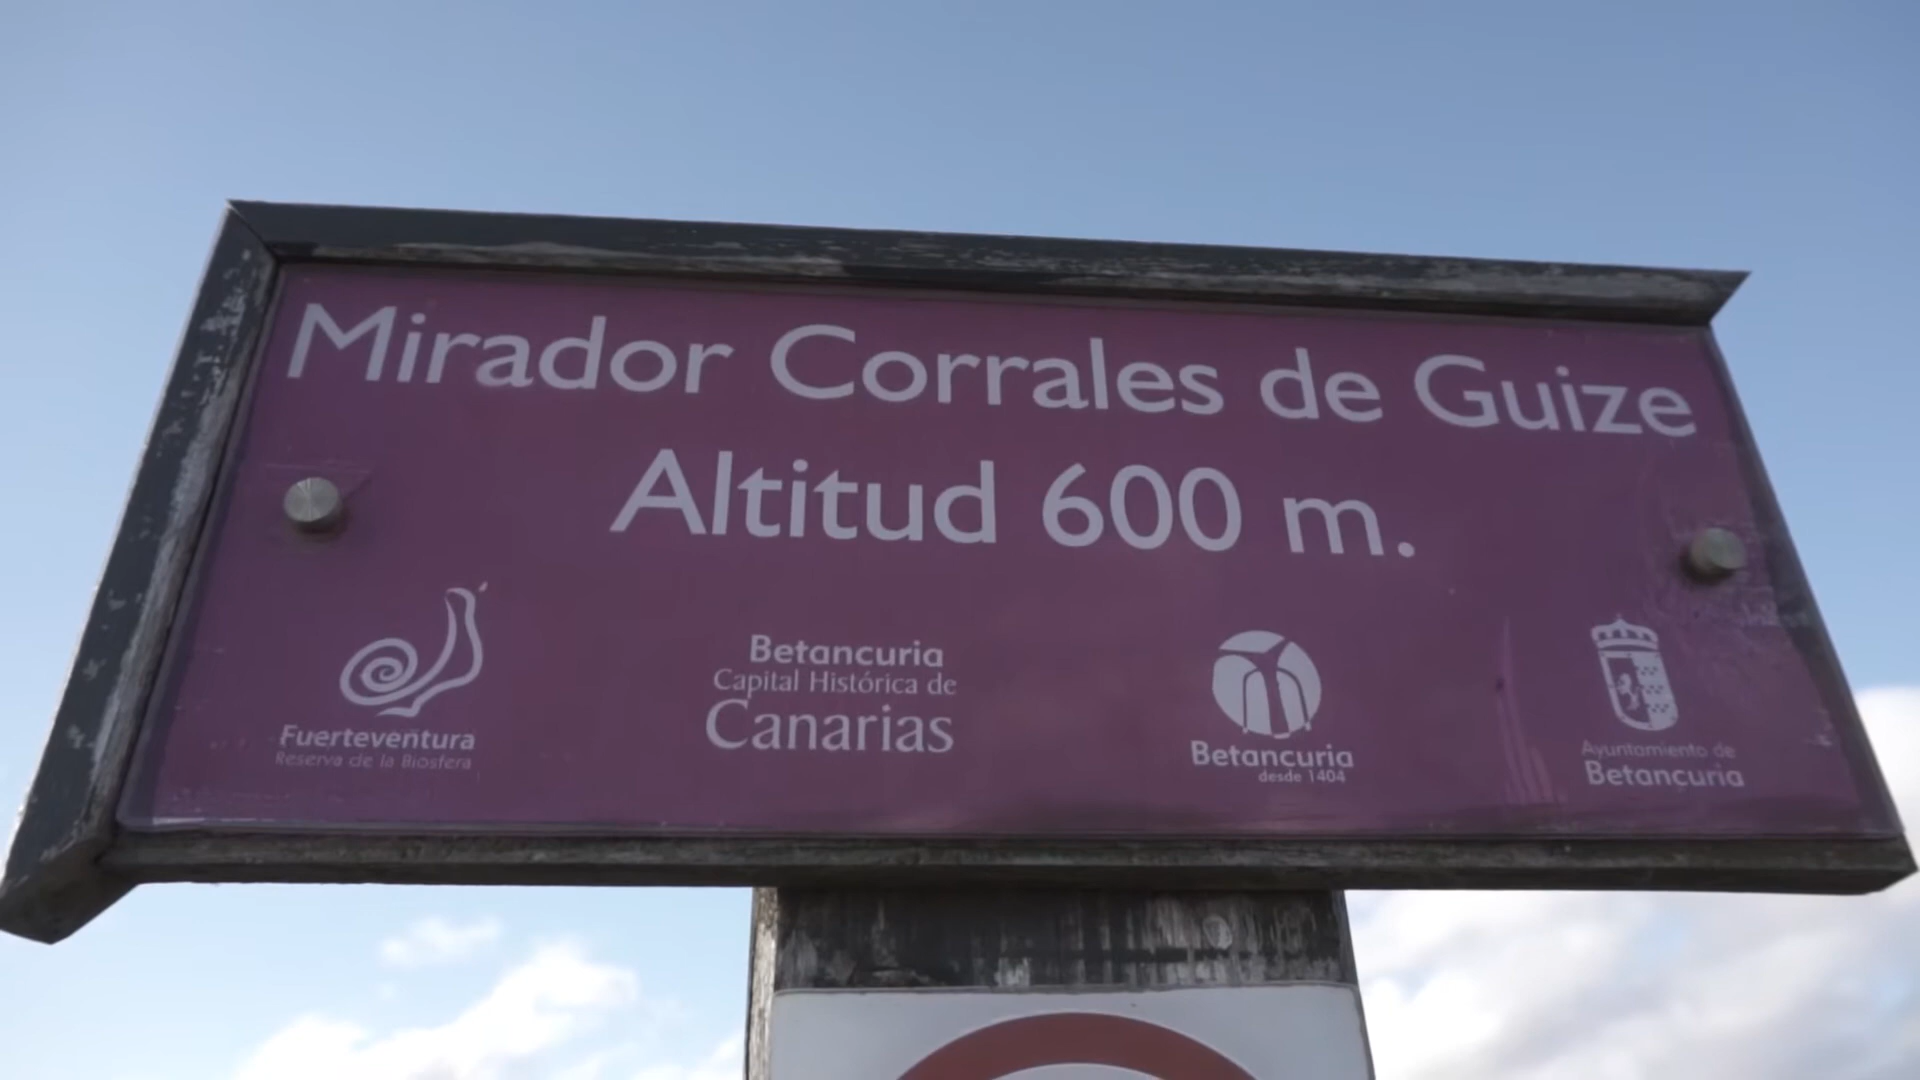 Mirador Corrales de Guize
Altitud 600 m.
Fuerteventura
Reserva de la Biosfera
Betancuria
Capital Histórica de
Canarias
Betancuria
desde 1404
Ayuntamiento de
Betancuria